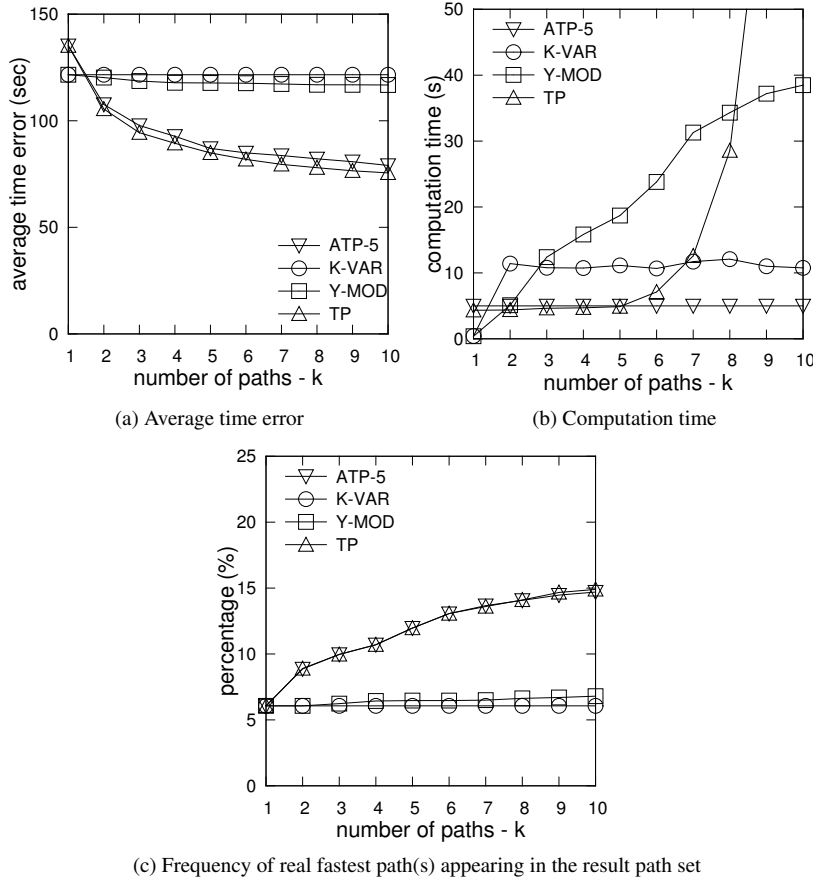 150
100
50
0
average time error (sec)
ATP-5
K-VAR
Y-MOD
TP
1 2 3 4 5 6 7 8 9 10
number of paths - k
(a) Average time error
50
40
30
20
10
0
computation time (s)
ATP-5
K-VAR
Y-MOD
TP
1 2 3 4 5 6 7 8 9 10
number of paths - k
(b) Computation time
25
20
15
10
5
0
percentage (%)
ATP-5
K-VAR
Y-MOD
TP
1 2 3 4 5 6 7 8 9 10
number of paths - k
(c) Frequency of real fastest path(s) appearing in the result path set